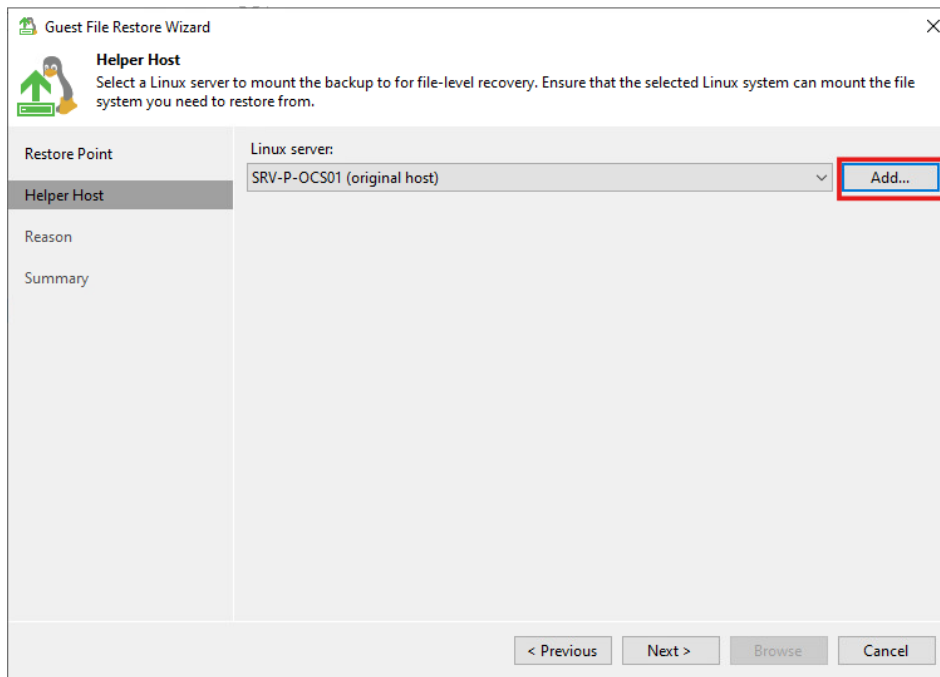 Guest File Restore Wizard
Helper Host
Select a Linux server to mount the backup to for file-level recovery. Ensure that the selected Linux system can mount the file
system you need to restore from.
Restore Point
Helper Host
Reason
Summary
Linux server:
SRV-P-OCS01 (original host)
Add...
< Previous
Next >
Browse
Cancel